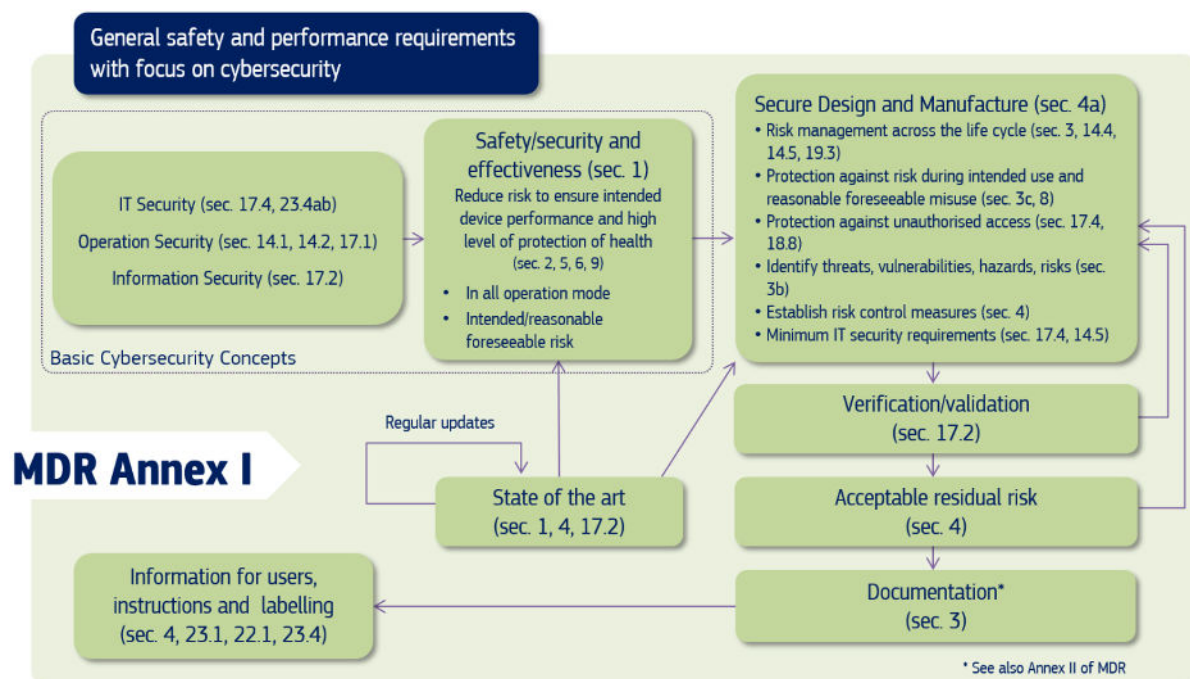 General safety and performance requirements
with focus on cybersecurity
IT Security (sec. 17.4, 23.4ab)
Operation Security (sec. 14.1, 14.2, 17.1)
Information Security (sec. 17.2)
Basic Cybersecurity Concepts
Safety/security and
effectiveness (sec. 1)
Reduce risk to ensure intended
device performance and high
level of protection of health
(sec. 2, 5, 6, 9)
• In all operation mode
• Intended/reasonable
foreseeable risk
Secure Design and Manufacture (sec. 4a)
• Risk management across the life cycle (sec. 3, 14.4,
14.5, 19.3)
• Protection against risk during intended use and
reasonable foreseeable misuse (sec. 3c, 8)
• Protection against unauthorised access (sec. 17.4,
18.8)
• Identify threats, vulnerabilities, hazards, risks (sec.
3b)
• Establish risk control measures (sec. 4)
• Minimum IT security requirements (sec. 17.4, 14.5)
Verification/validation
(sec. 17.2)
Regular updates
MDR Annex I
State of the art
(sec. 1, 4, 17.2)
Acceptable residual risk
(sec. 4)
Documentation*
(sec. 3)
Information for users,
instructions and labelling
(sec. 4, 23.1, 22.1, 23.4)
* See also Annex II of MDR